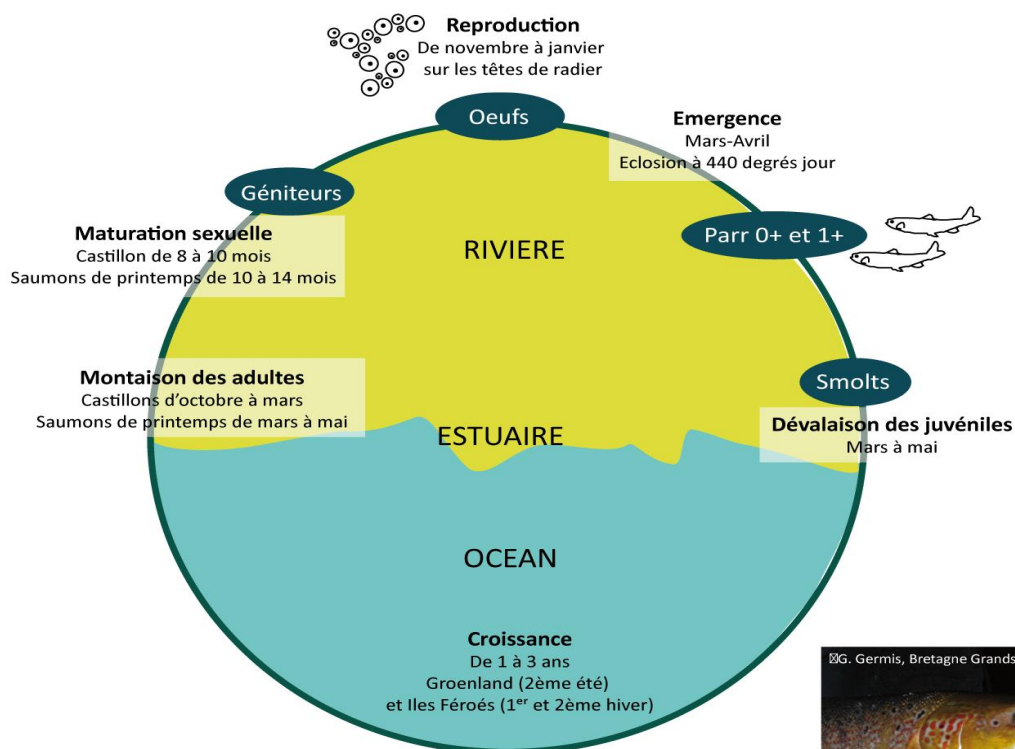 Reproduction
De novembre à janvier
sur les têtes de radier
Oeufs
Emergence
Mars-Avril
Eclosion à 440 degrés jour
Géniteurs
Parr 0+ et 1+
Maturation sexuelle
Castillon de 8 à 10 mois
Saumons de printemps de 10 à 14 mois
RIVIERE
Montaison des adultes
Castillons d'octobre à mars
Saumons de printemps de mars à mai
Smolts
Dévalaison des juvéniles
Mars à mai
ESTUAIRE
OCEAN
Croissance
De 1 à 3 ans
Groenland (2ème été)
et Iles Féroés (1er et 2ème hiver)
G. Germis, Bretagne Grands